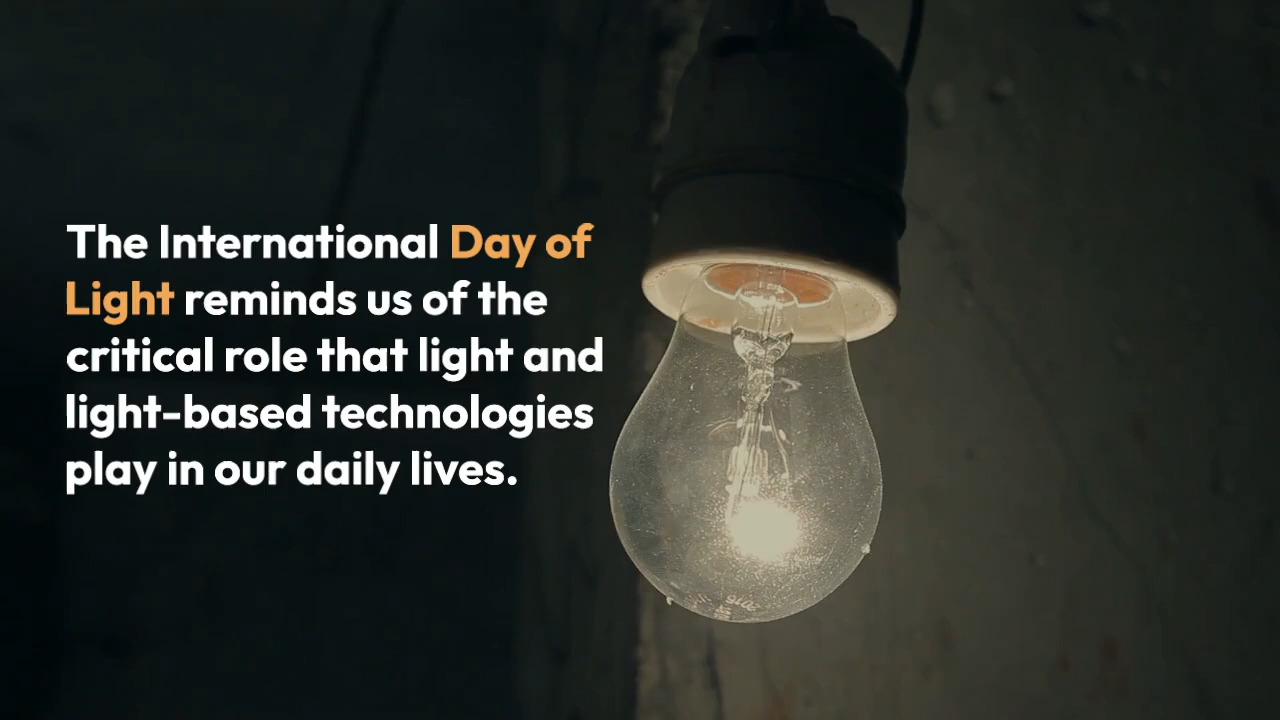 The International Day of
Light reminds us of the
critical role that light and
light-based technologies
play in our daily lives.